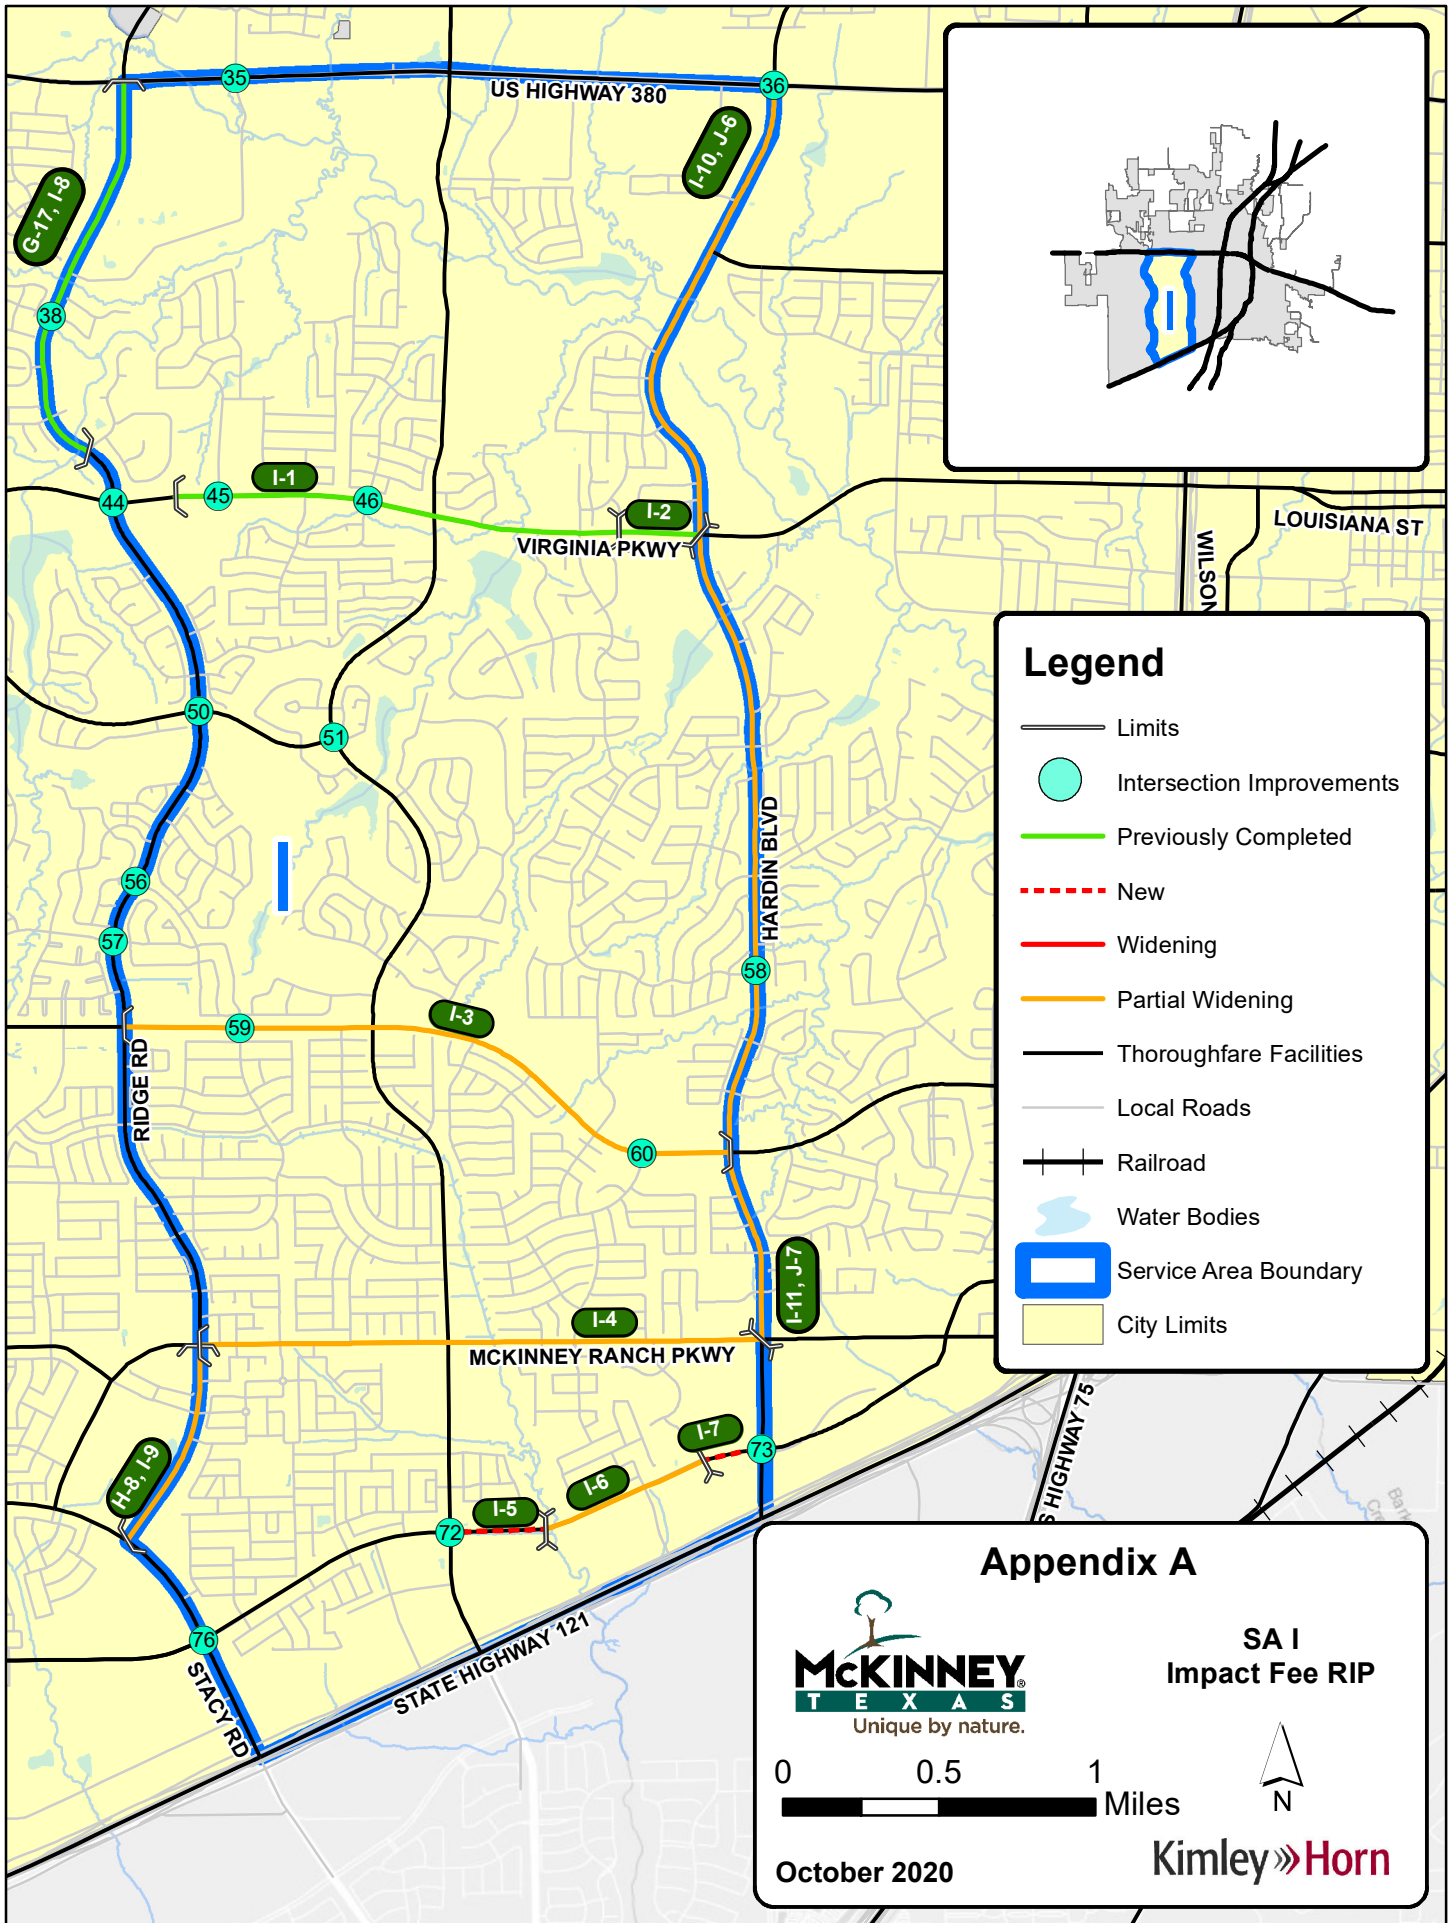 35
US HIGHWAY 380
36
I-10, J-6
G-17, I-8
38
44
45
I-1
46
I-2
VIRGINIA PKWY
LOUISIANA ST
WILSON
50
51
I
56
57
HARDIN BLVD
58
59
I-3
RIDGE RD
60
I-11, J-7
I-4
MCKINNEY RANCH PKWY
H-8, I-9
I-7
73
I-6
I-5
72
76
STACY RD
STATE HIGHWAY 121
S HIGHWAY 75
I
Legend
Limits
Intersection Improvements
Previously Completed
New
Widening
Partial Widening
Thoroughfare Facilities
Local Roads
Railroad
Water Bodies
Service Area Boundary
City Limits
Appendix A
McKINNEY®
TEXAS
Unique by nature.
SA I
Impact Fee RIP
0 0.5 1
Miles
N
October 2020
Kimley»Horn